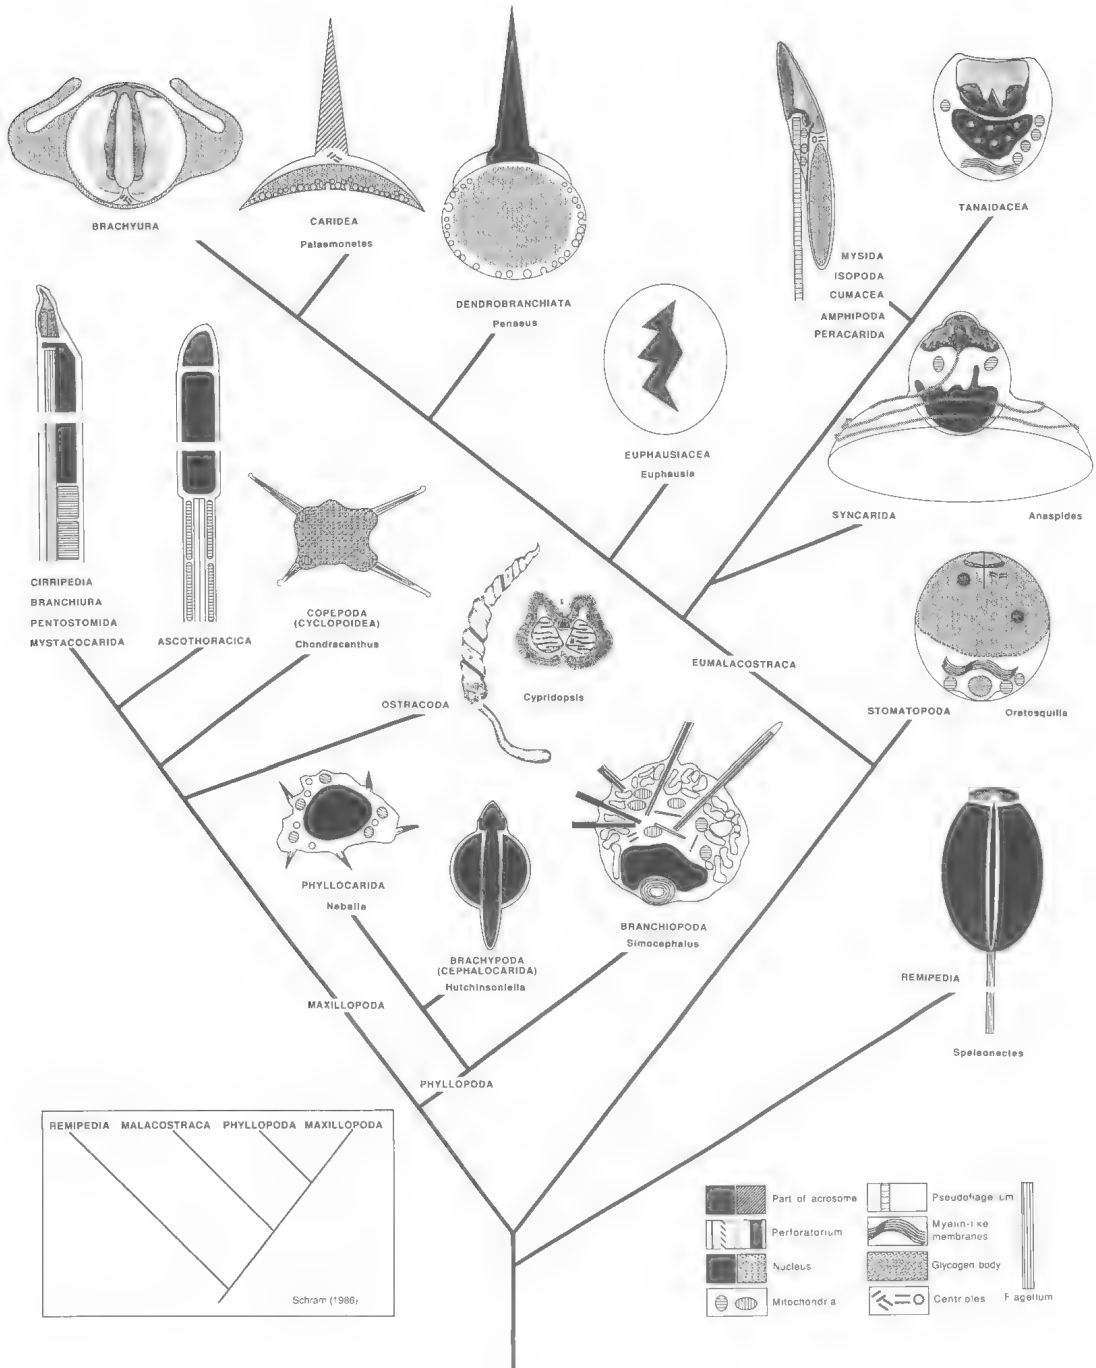 BRACHYURA
CARIDEA
Palaemonetes
DENDROBRANCHIATA
Penaeus
TANAIDACEA
MYSIDA
ISOPODA
CUMACEA
AMPHIPODA
PERACARIDA
EUPHAUSIACEA
Euphausia
SYNCARIDA
Anaspides
CIRRIPEDIA
BRANCHIURA
PENTOSTOMIDA
MYSTACOCARIDA
ASCOTHORACICA
COPEPODA
(CYCLOPOIDEA)
Chondracanthus
OSTRACODA
Cypridopsis
EUMALACOSTRACA
STOMATOPODA
Oratosquilla
PHYLLOCARIDA
Nebalia
BRACHYPODA
(CEPHALOCARIDA)
Hutchinsoniella
BRANCHIOPODA
Simocephalus
REMIPEDIA
Speleonectes
MAXILLOPODA
PHYLLOPODA
REMIPEDIA MALACOSTRACA PHYLLOPODA MAXILLOPODA
Schram (1986)
Part of acrosome
Perforatorium
Nucleus
Mitochondria
Pseudoflagellum
Myelin-like
membranes
Glycogen body
Centrioles
Flagellum